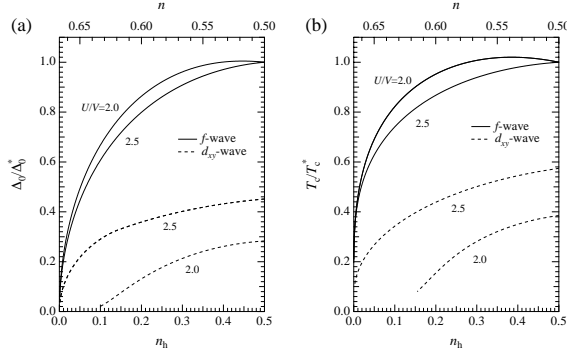 (a)
n
0.65
0.60
0.55
0.50
Δ0/Δ0*
1.0
0.8
0.6
0.4
0.2
0.0
U/V=2.0
2.5
f-wave
dxy-wave
2.5
2.0
0.0
0.1
0.2
0.3
0.4
0.5
nh
(b)
n
0.65
0.60
0.55
0.50
Tc/Tc*
1.0
0.8
0.6
0.4
0.2
0.0
U/V=2.0
2.5
f-wave
dxy-wave
2.5
2.0
0.0
0.1
0.2
0.3
0.4
0.5
nh